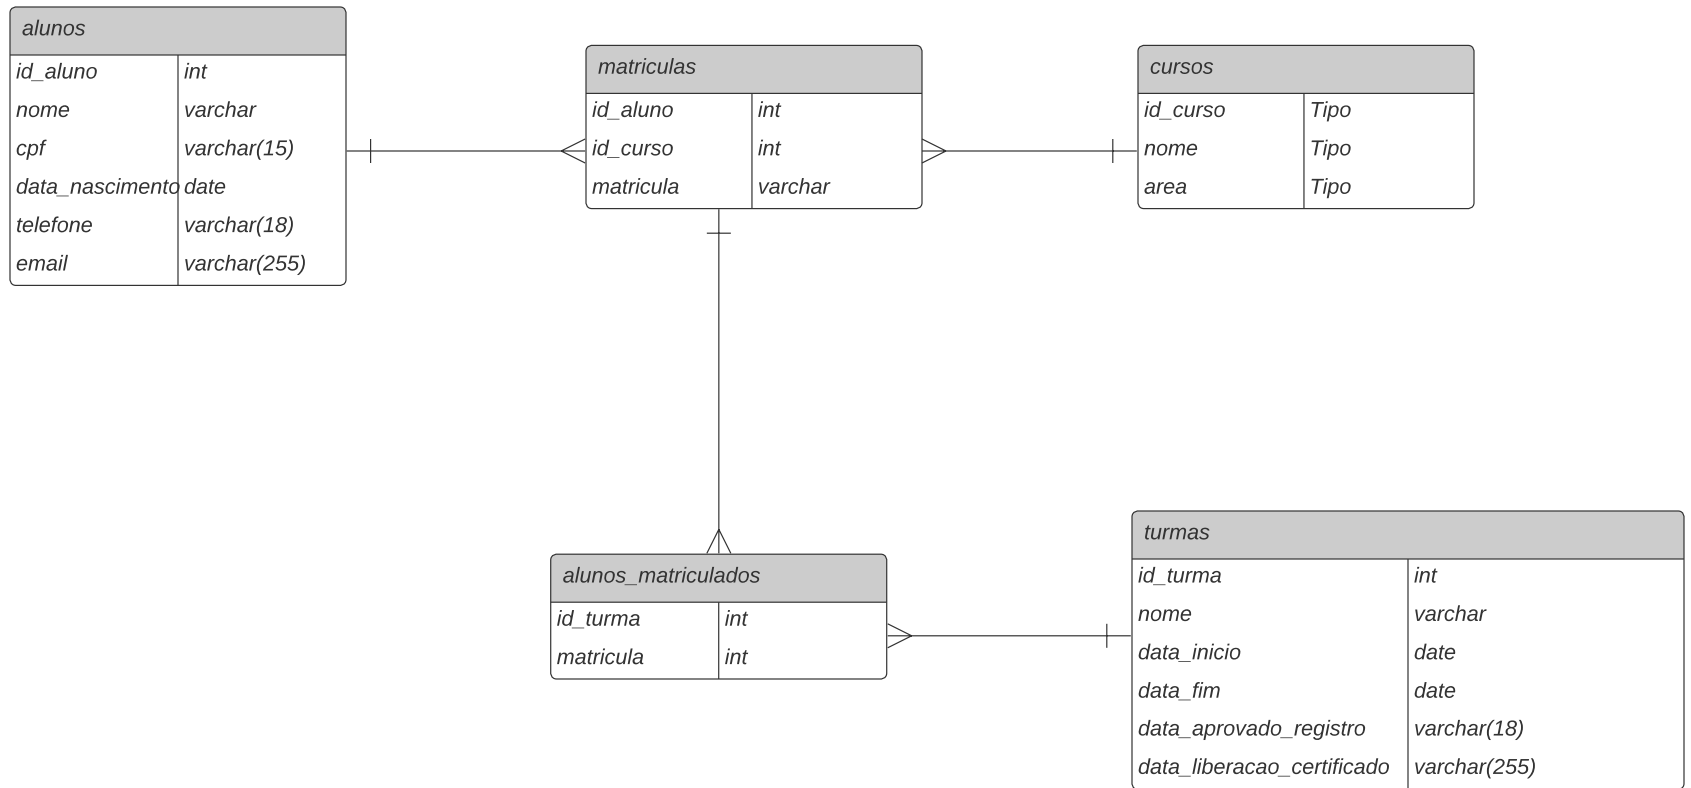 alunos
id_aluno int
nome varchar
cpf varchar(15)
data_nascimento date
telefone varchar(18)
email varchar(255)
matriculas
id_aluno int
id_curso int
matricula varchar
cursos
id_curso Tipo
nome Tipo
area Tipo
alunos_matriculados
id_turma int
matricula int
turmas
id_turma int
nome varchar
data_inicio date
data_fim date
data_aprovado_registro varchar(18)
data_liberacao_certificado varchar(255)